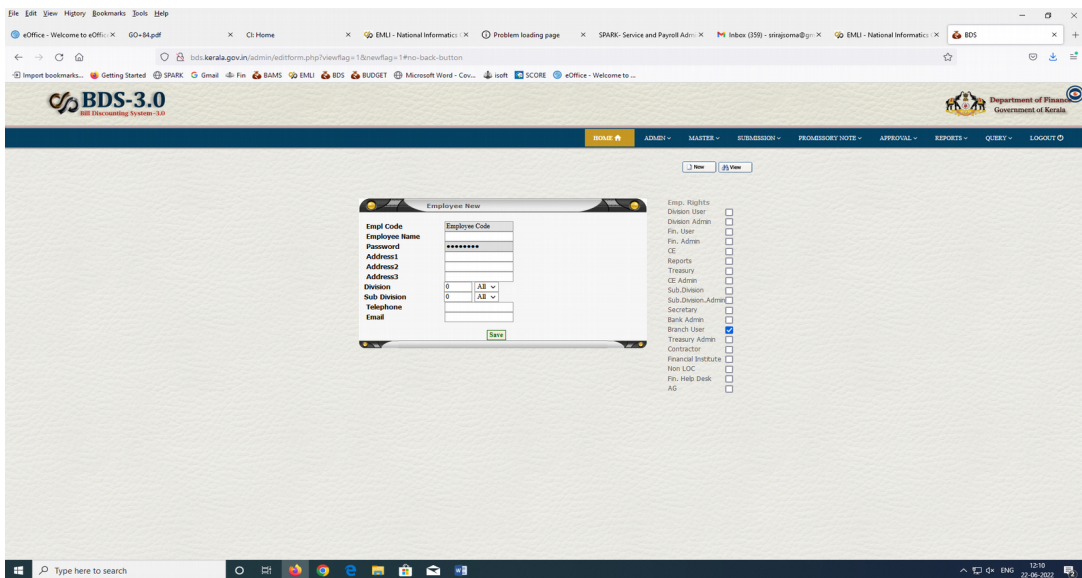 File Edit View History Bookmarks Tools Help
eOffice - Welcome to eOffic
GO+84.pdf
CI: Home
EMLI - National Informatics
Problem loading page
SPARK- Service and Payroll Admi
Inbox (359) - sirajsoma@gm
EMLI - National Informatics
BDS
bds.kerala.gov.in/admin/editform.php?viewflag=1&newflag=1#no-back-button
Import bookmarks... Getting Started SPARK Gmail Fin BAMS EMLI BDS BUDGET Microsoft Word - Cov... isoft SCORE eOffice - Welcome to ...
BDS-3.0
Bill Discounting System-3.0
Department of Finance
Government of Kerala
HOME ADMIN MASTER SUBMISSION PROMISSORY NOTE APPROVAL REPORTS QUERY LOGOUT
New View
Employee New
Empl Code Employee Code
Employee Name
Password ••••••••
Address1
Address2
Address3
Division 0 All
Sub Division 0 All
Telephone
Email
Save
Emp. Rights
Division User
Division Admin
Fin. User
Fin. Admin
CE
Reports
Treasury
CE Admin
Sub.Division
Sub.Division.Admin
Secretary
Bank Admin
Branch User
Treasury Admin
Contractor
Financial Institute
Non LOC
Fin. Help Desk
AG
Type here to search
ENG
12:10
22-06-2022